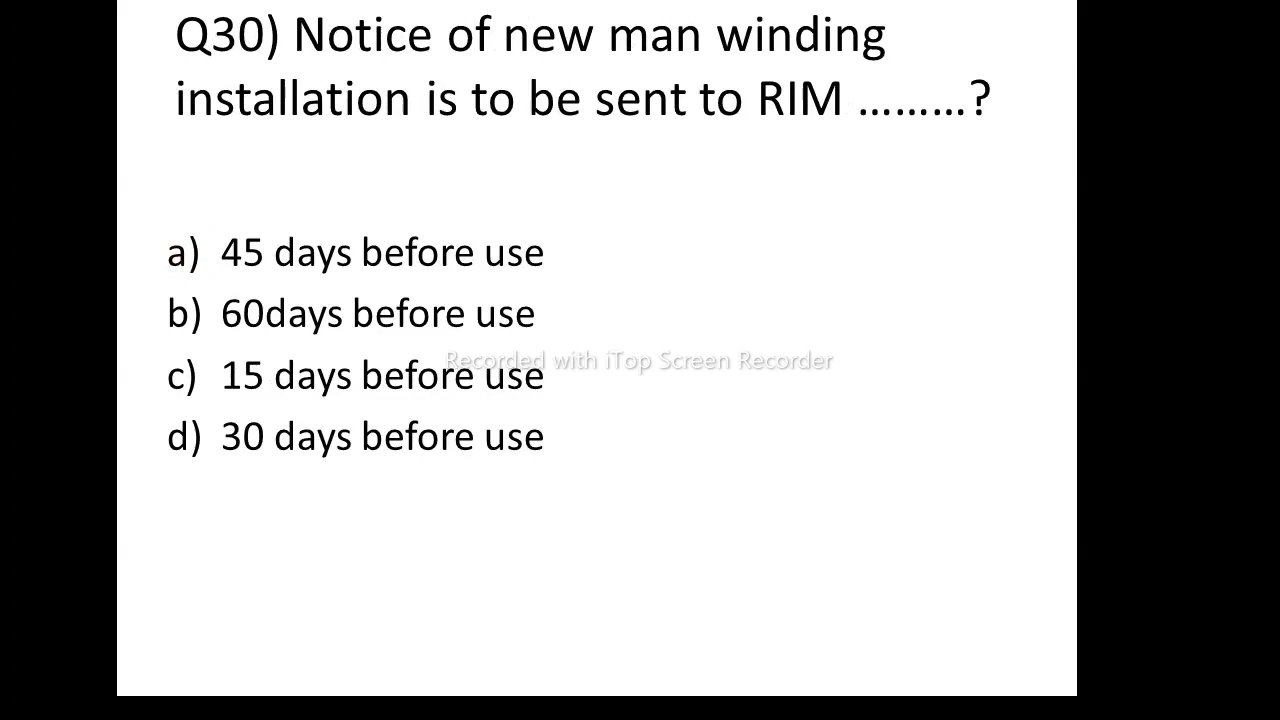 Q30) Notice of new man winding
installation is to be sent to RIM .........?
a) 45 days before use
b) 60days before use
Recorded with iTop Screen Recorder
c) 15 days before use
d) 30 days before use